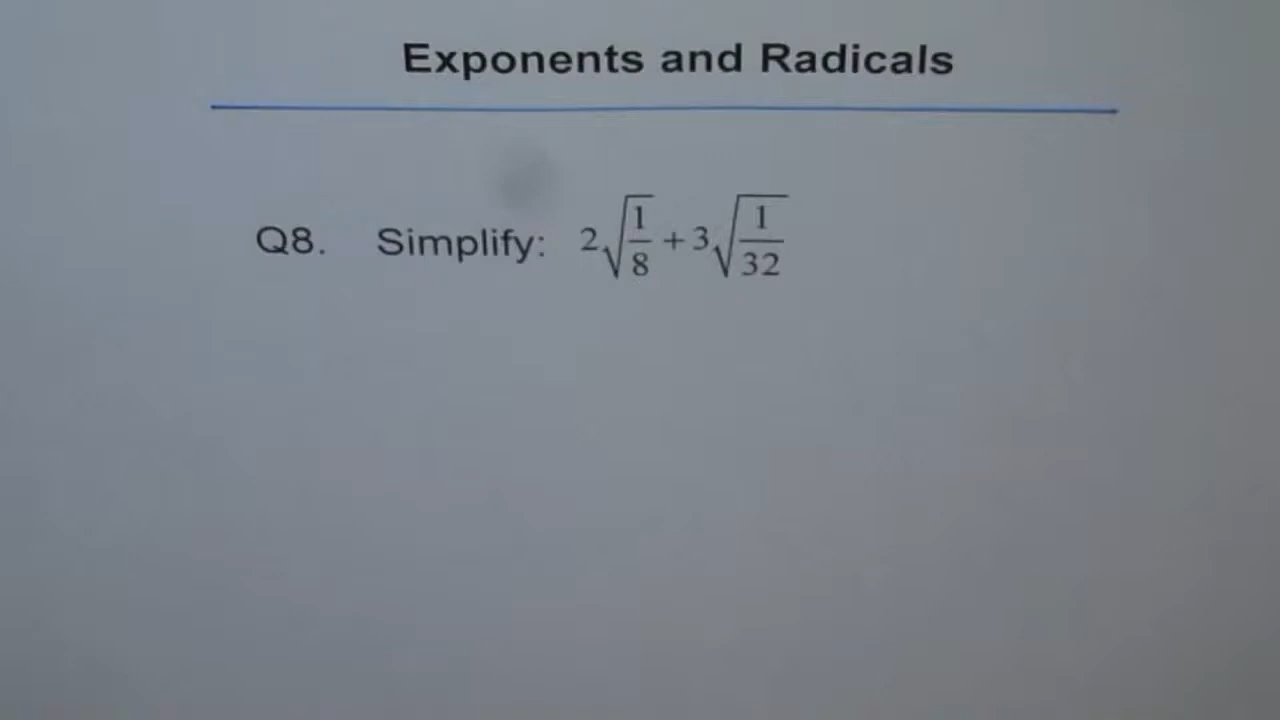 Exponents and Radicals
Q8. Simplify: 2√(1/8) + 3√(1/32)